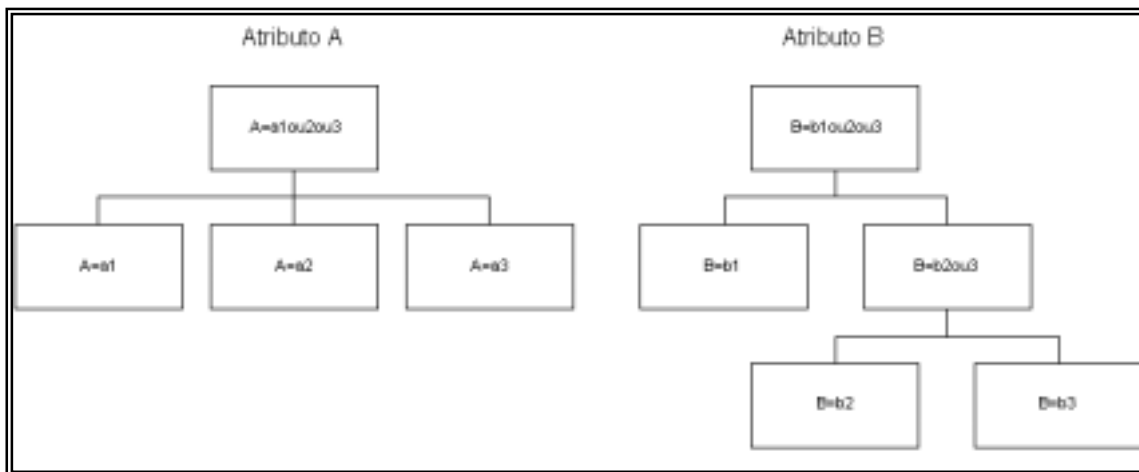 Atributo A
Atributo B
A=a1ou2ou3
B=b1ou2ou3
A=a1
A=a2
A=a3
B=b1
B=b2ou3
B=b2
B=b3